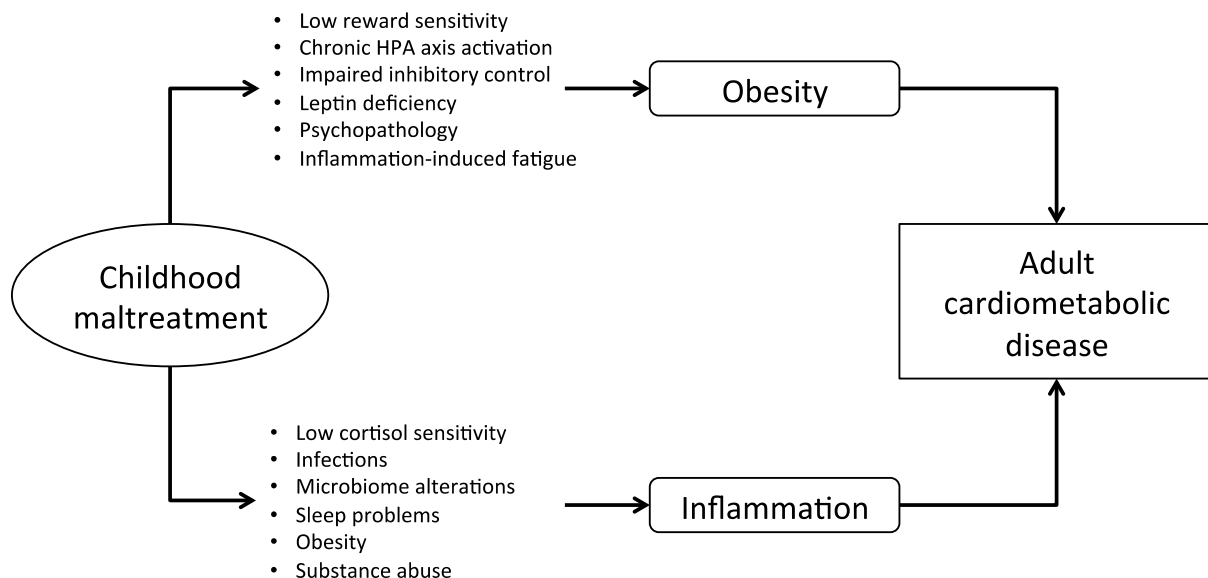 • Low reward sensitivity
• Chronic HPA axis activation
• Impaired inhibitory control
• Leptin deficiency
• Psychopathology
• Inflammation-induced fatigue
Obesity
Childhood
maltreatment
Adult
cardiometabolic
disease
• Low cortisol sensitivity
• Infections
• Microbiome alterations
• Sleep problems
• Obesity
• Substance abuse
Inflammation